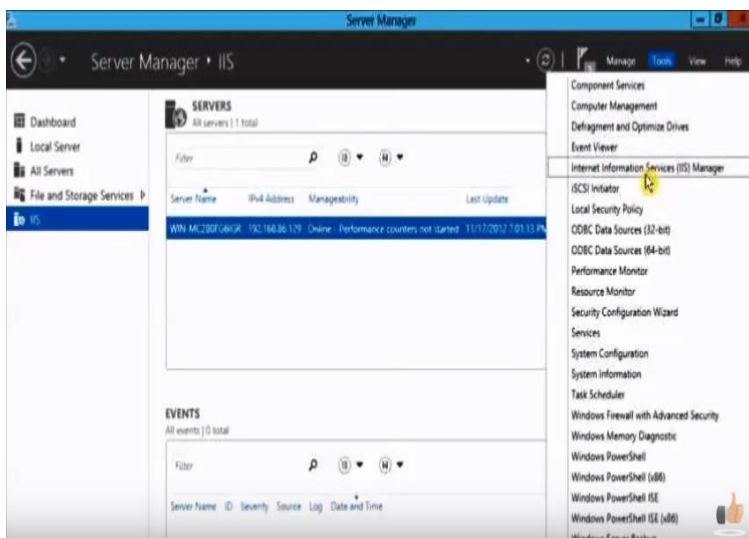 Server Manager
Server Manager • IIS
Manage Tools View Help
Dashboard
Local Server
All Servers
File and Storage Services
IIS
SERVERS
All servers | 1 total
Filter
Server Name IPv4 Address Manageability Last Update
192.168.86.129 Online - Performance counters not started 11/17/2012 7:01:13 PM
EVENTS
All events | 0 total
Filter
Server Name ID Severity Source Log Date and Time
Component Services
Computer Management
Defragment and Optimize Drives
Event Viewer
Internet Information Services (IIS) Manager
iSCSI Initiator
Local Security Policy
ODBC Data Sources (32-bit)
ODBC Data Sources (64-bit)
Performance Monitor
Resource Monitor
Security Configuration Wizard
Services
System Configuration
System Information
Task Scheduler
Windows Firewall with Advanced Security
Windows Memory Diagnostic
Windows PowerShell
Windows PowerShell (x86)
Windows PowerShell ISE
Windows PowerShell ISE (x86)
Windows Server Backup